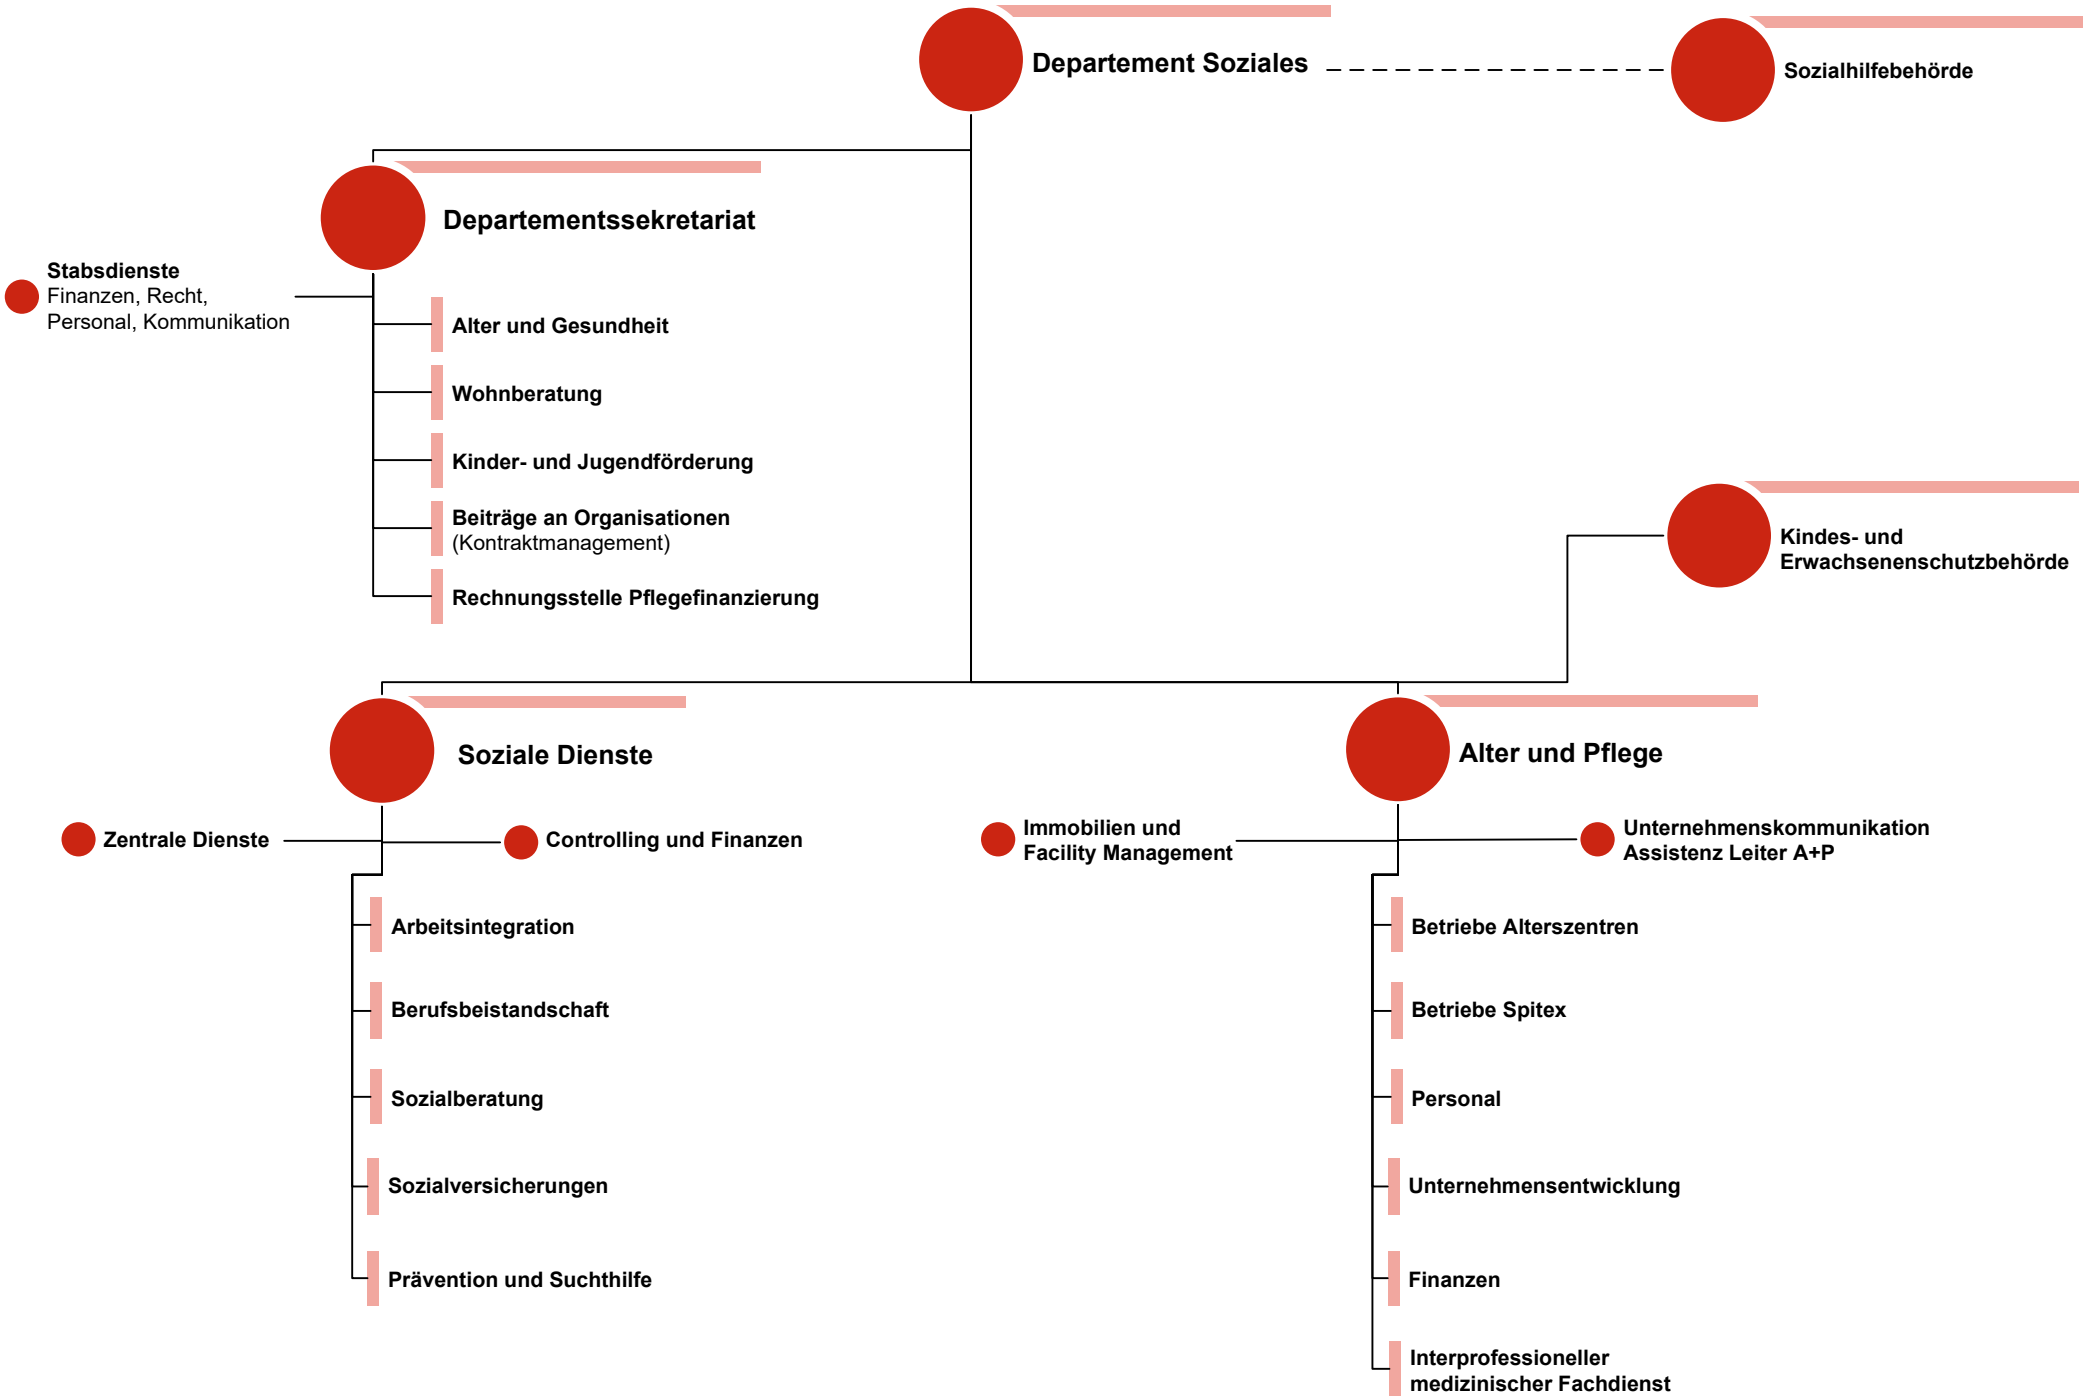 Departement Soziales
Sozialhilfebehörde
Departementssekretariat
Stabsdienste
Finanzen, Recht,
Personal, Kommunikation
Alter und Gesundheit
Wohnberatung
Kinder- und Jugendförderung
Beiträge an Organisationen
(Kontraktmanagement)
Rechnungsstelle Pflegefinanzierung
Kindes- und
Erwachsenenschutzbehörde
Soziale Dienste
Zentrale Dienste
Controlling und Finanzen
Arbeitsintegration
Berufsbeistandschaft
Sozialberatung
Sozialversicherungen
Prävention und Suchthilfe
Alter und Pflege
Immobilien und
Facility Management
Unternehmenskommunikation
Assistenz Leiter A+P
Betriebe Alterszentren
Betriebe Spitex
Personal
Unternehmensentwicklung
Finanzen
Interprofessioneller
medizinischer Fachdienst